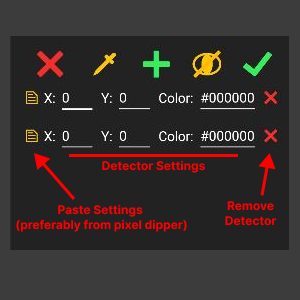 X: 0 Y: 0 Color: #000000
X: 0 Y: 0 Color: #000000
Detector Settings
Paste Settings
(preferably from pixel dipper)
Remove
Detector